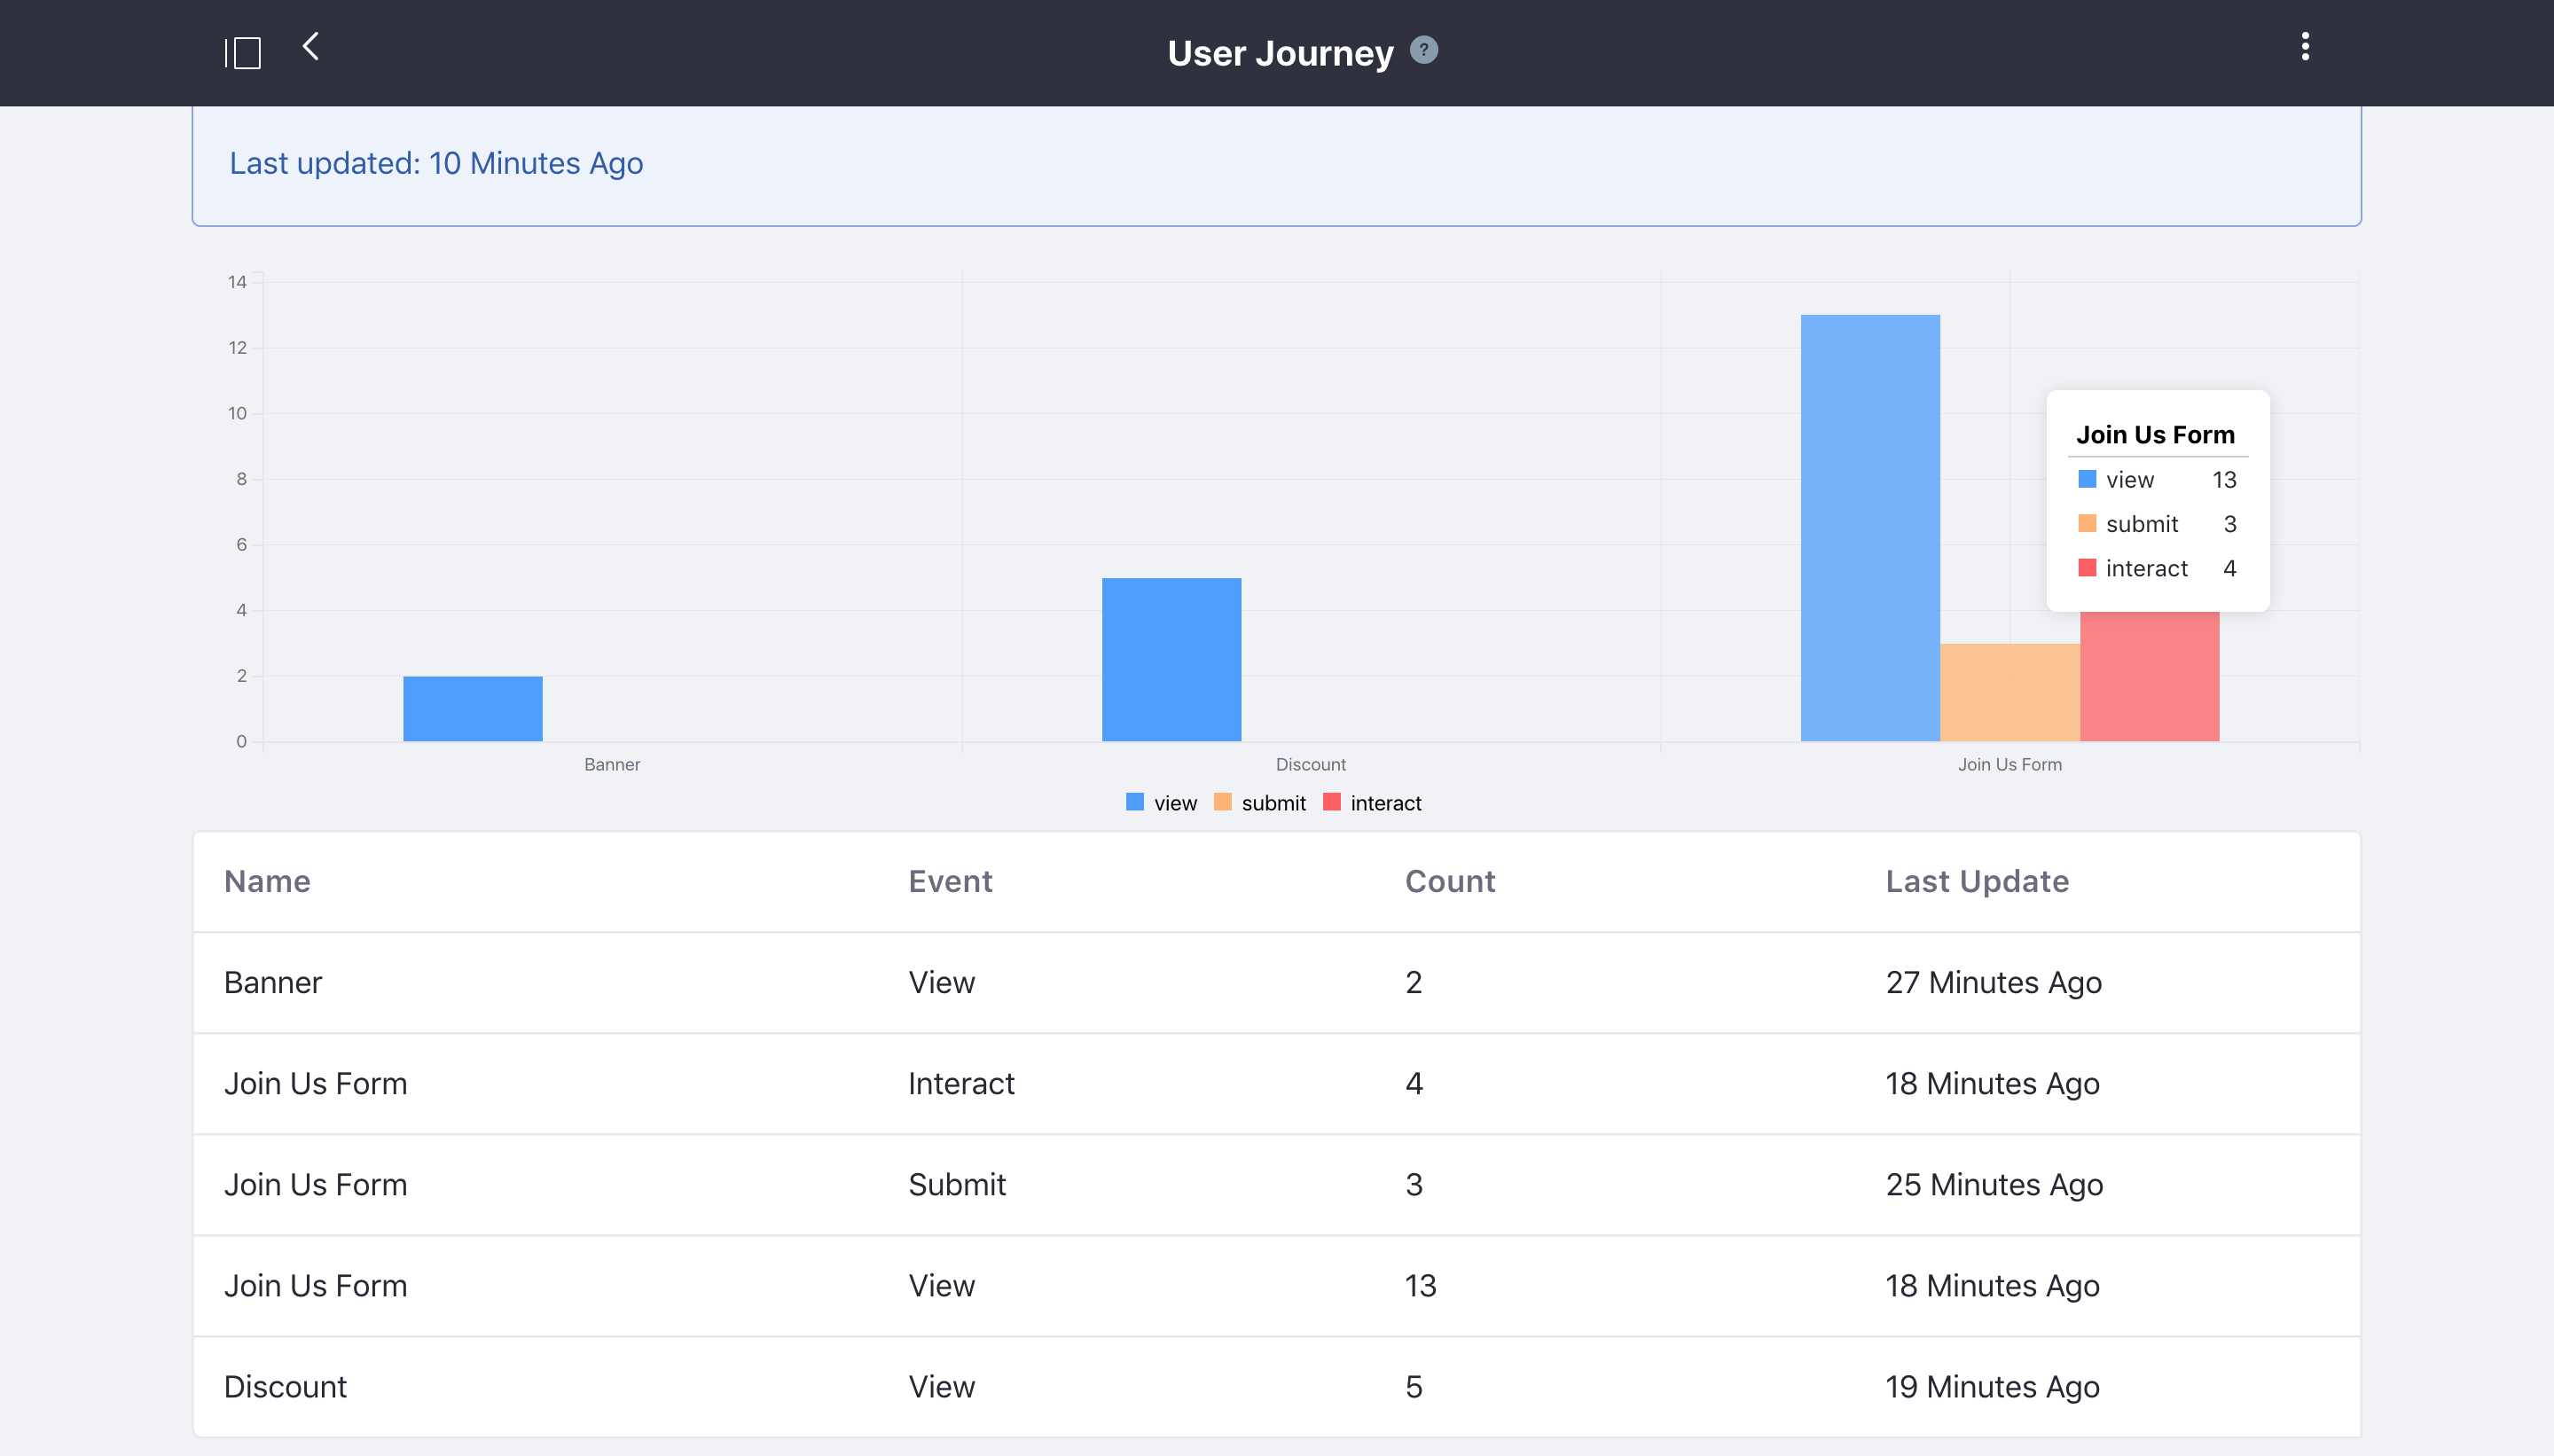 User Journey ?
Last updated: 10 Minutes Ago
14
12
10
8
6
4
2
0
Join Us Form
view 13
submit 3
interact 4
Banner Discount Join Us Form
view submit interact
Name Event Count Last Update
Banner View 2 27 Minutes Ago
Join Us Form Interact 4 18 Minutes Ago
Join Us Form Submit 3 25 Minutes Ago
Join Us Form View 13 18 Minutes Ago
Discount View 5 19 Minutes Ago